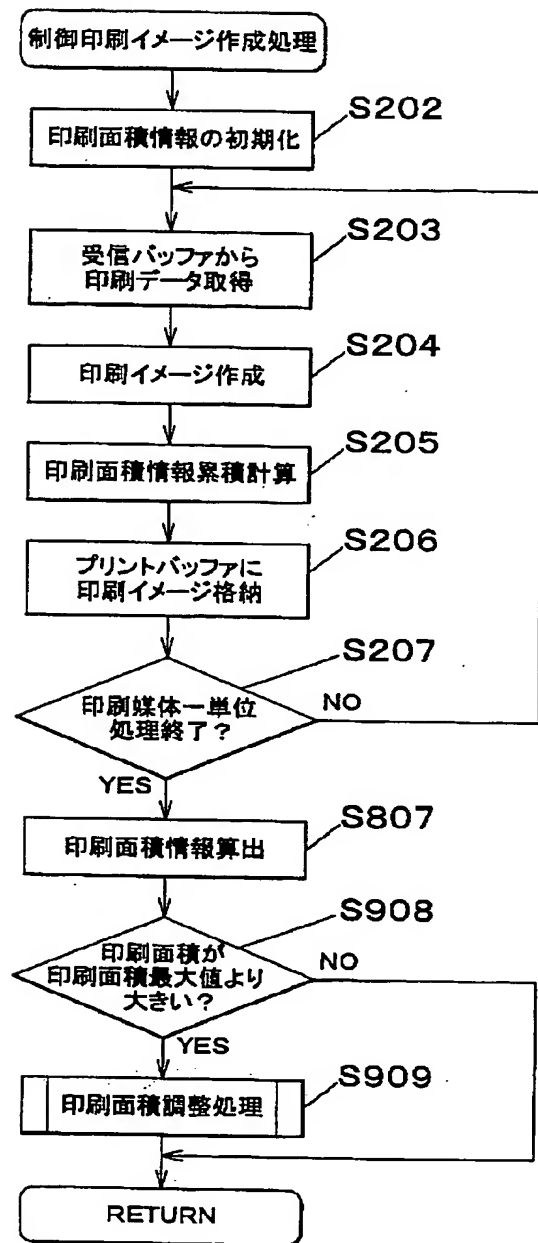 制御印刷イメージ作成処理
S202
印刷面積情報の初期化
S203
受信バッファから
印刷データ取得
S204
印刷イメージ作成
S205
印刷面積情報累積計算
S206
プリントバッファに
印刷イメージ格納
S207
印刷媒体一単位
処理終了?
NO
YES
S807
印刷面積情報算出
S908
印刷面積が
印刷面積最大値より
大きい?
NO
YES
S909
印刷面積調整処理
RETURN